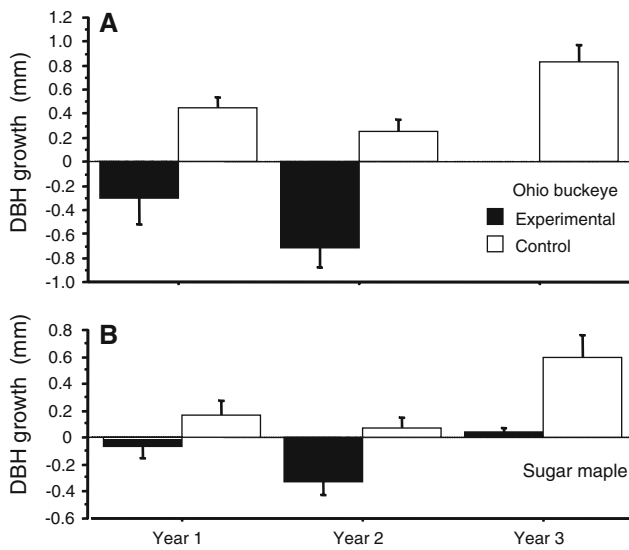 A
1.2
1.0
0.8
0.6
0.4
0.2
0
-0.2
-0.4
-0.6
-0.8
-1.0
DBH growth (mm)
Ohio buckeye
Experimental
Control
B
0.8
0.6
0.4
0.2
0
-0.2
-0.4
-0.6
DBH growth (mm)
Sugar maple
Year 1 Year 2 Year 3